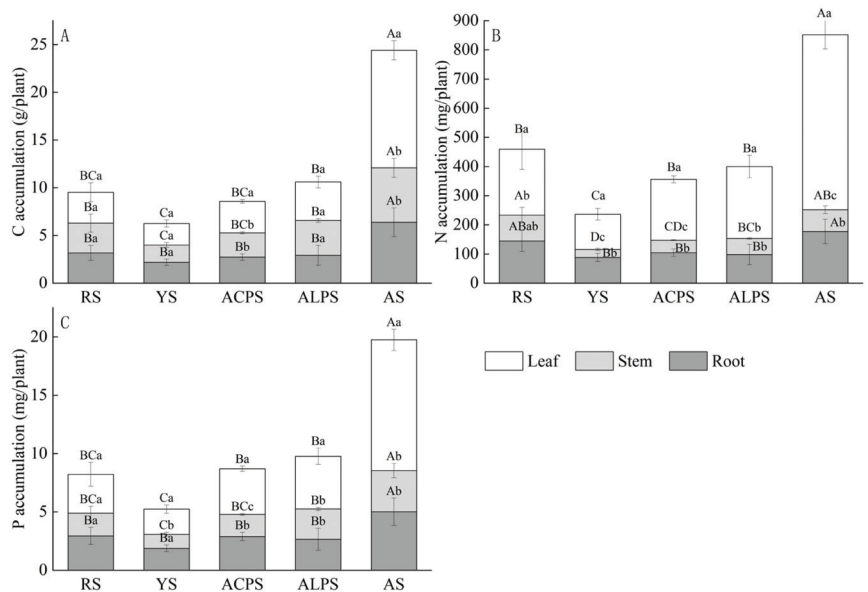 A
C accumulation (g/plant)
25
20
15
10
5
0
BCa
Ba
Ba
Ca
Ca
Ba
BCa
BCb
Bb
Ba
Ba
Ba
Aa
Ab
Ab
RS YS ACPS ALPS AS
B
N accumulation (mg/plant)
900
800
700
600
500
400
300
200
100
0
Ba
Ab
ABab
Ca
Dc
Bb
Ba
CDc
Bb
Ba
BCb
Bb
Aa
ABc
Ab
RS YS ACPS ALPS AS
C
P accumulation (mg/plant)
20
15
10
5
0
BCa
BCa
Ba
Ca
Cb
Ba
Ba
BCc
Bb
Ba
Bb
Bb
Aa
Ab
Ab
RS YS ACPS ALPS AS
Leaf Stem Root